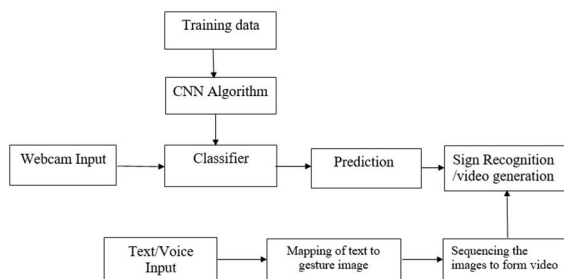 Training data
CNN Algorithm
Webcam Input
Classifier
Prediction
Sign Recognition
/video generation
Text/Voice
Input
Mapping of text to
gesture image
Sequencing the
images to form video